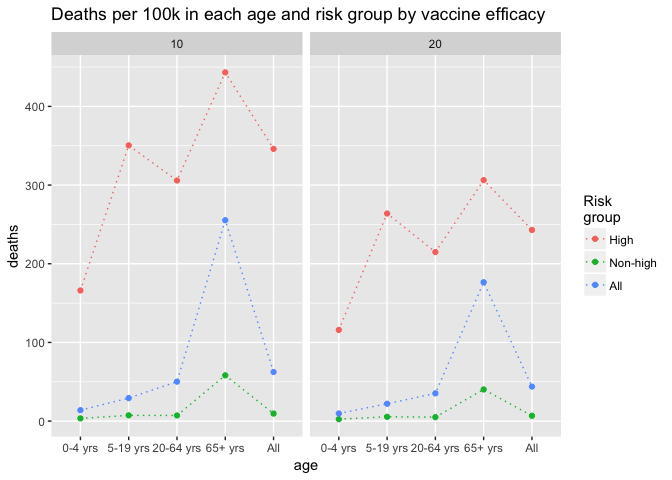 Deaths per 100k in each age and risk group by vaccine efficacy
10
20
400
300
200
100
0
deaths
0-4 yrs 5-19 yrs 20-64 yrs 65+ yrs All
0-4 yrs 5-19 yrs 20-64 yrs 65+ yrs All
age
Risk
group
High
Non-high
All